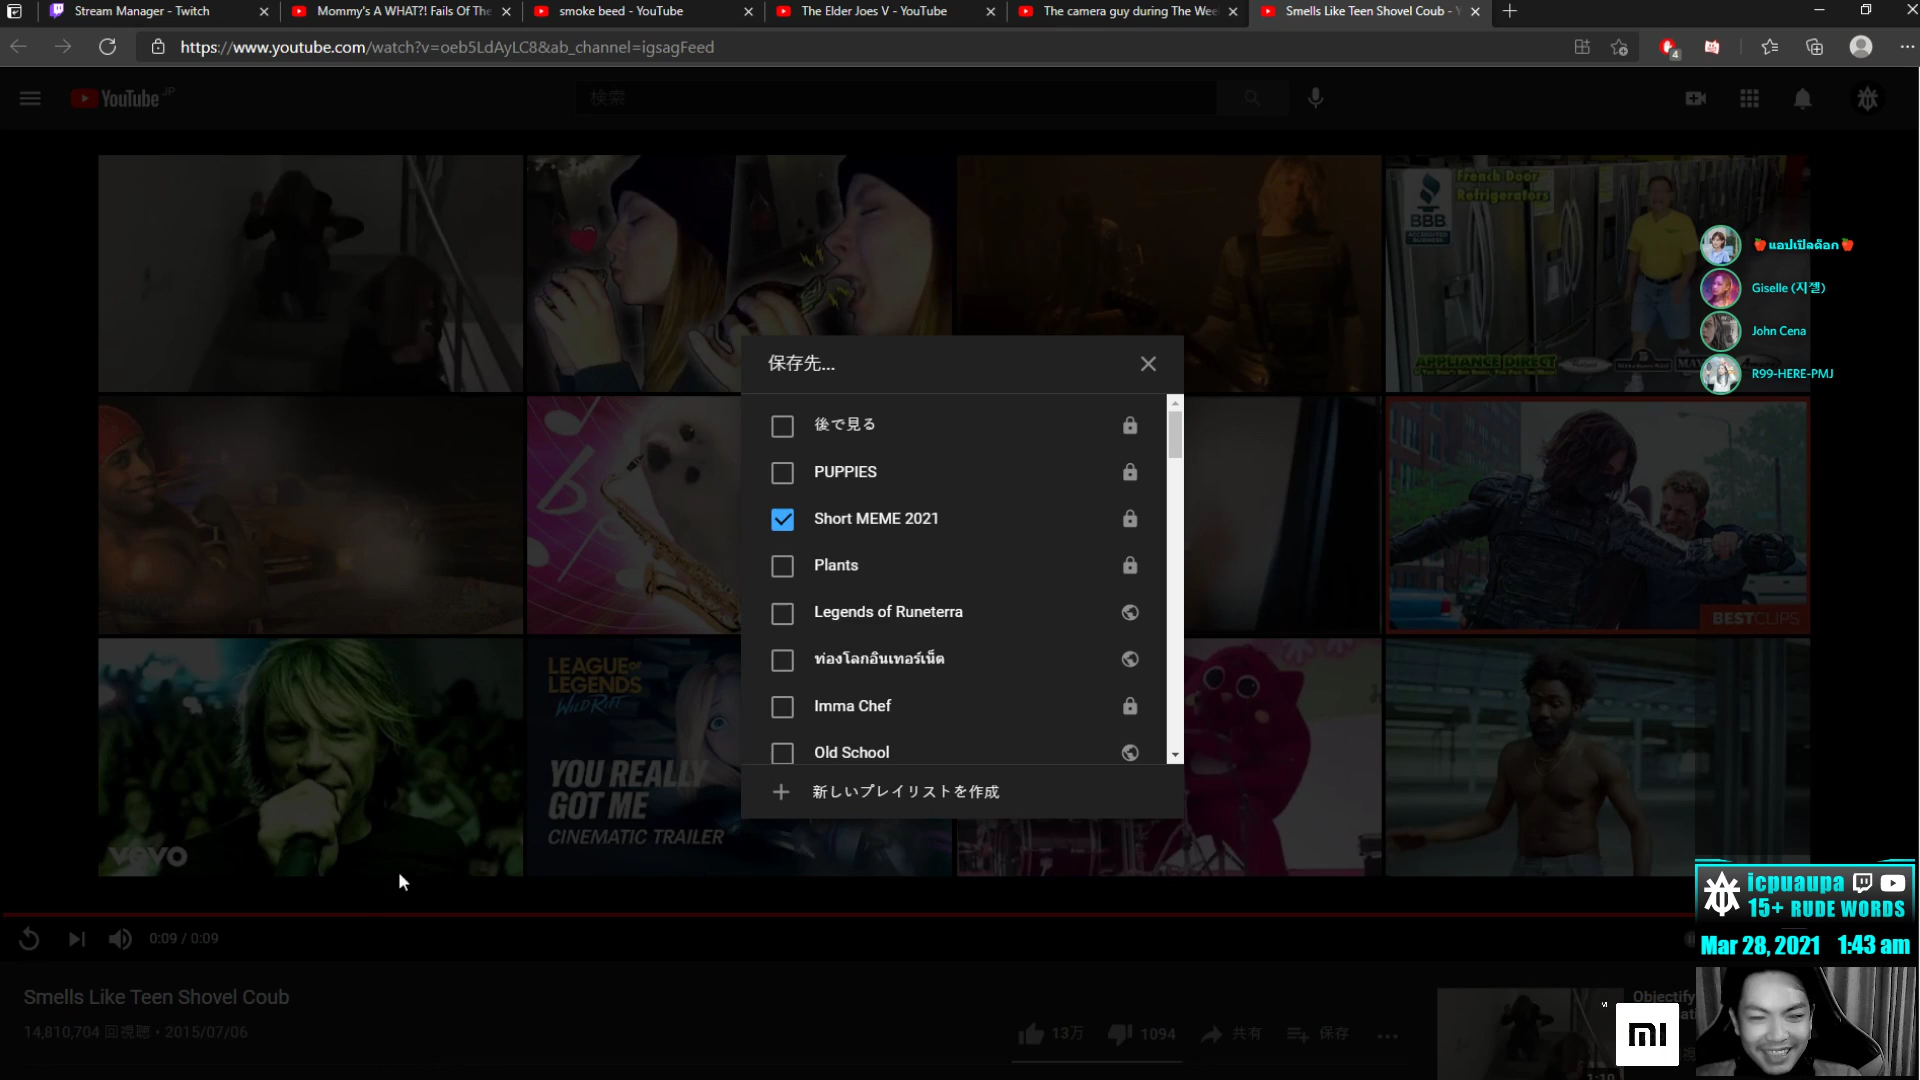 Stream Manager - Twitch
Mommy's A WHAT?! Fails Of The
smoke beed - YouTube
The Elder Joes V - YouTube
The camera guy during The Wee
Smells Like Teen Shovel Coub - Y
https://www.youtube.com/watch?v=oeb5LdAyLC8&ab_channel=igsagFeed
4
YouTube JP
検索
French Door
Refrigerators
BBB
APPLIANCE DIRECT
🍎แอปเปิลด็อก🍎
Giselle (지젤)
John Cena
R99-HERE-PMJ
保存先...
後で見る
PUPPIES
Short MEME 2021
Plants
Legends of Runeterra
ท่องโลกอินเทอร์เน็ต
Imma Chef
Old School
新しいプレイリストを作成
BESTCLIPS
vevo
LEAGUE OF
LEGENDS
WILD RIFT
YOU REALLY
GOT ME
CINEMATIC TRAILER
icpuaupa
15+ RUDE WORDS
Mar 28, 2021 1:43 am
0:09 / 0:09
Smells Like Teen Shovel Coub
14,810,704 回視聴・2015/07/06
13万
1094
共有
保存
Objectify
1:10
MI